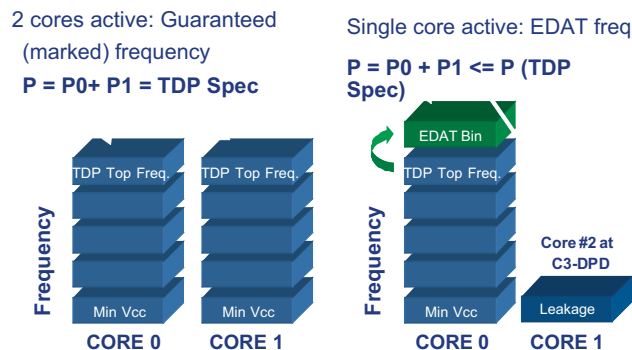 2 cores active: Guaranteed
(marked) frequency
P = P0+ P1 = TDP Spec
TDP Top Freq.
TDP Top Freq.
Frequency
Min Vcc
Min Vcc
CORE 0
CORE 1
Single core active: EDAT freq
P = P0 + P1 <= P (TDP
Spec)
EDAT Bin
TDP Top Freq.
Frequency
Core #2 at
C3-DPD
Min Vcc
Leakage
CORE 0
CORE 1